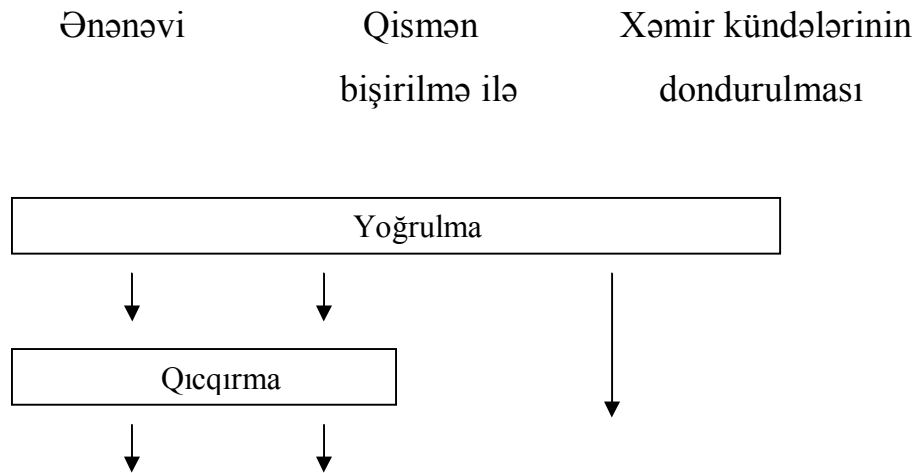 Ənənəvi Qismən Xəmir kündələrinin
bişirilmə ilə dondurulması
Yoğrulma
Qıcqırma